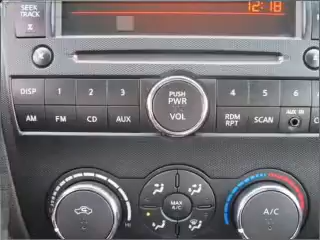 SEEK
TRACK
12:18
DISP 1 2 3 PUSH PWR VOL 4 5 6
AM FM CD AUX RDM RPT SCAN AUX IN
HI
MAX A/C
A/C